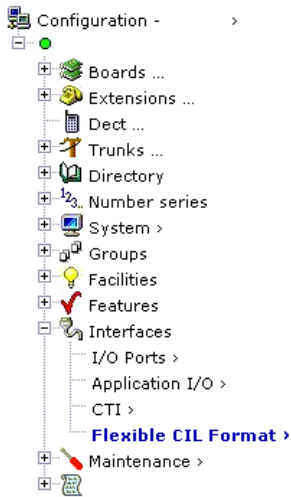 Configuration - >
Boards ...
Extensions ...
Dect ...
Trunks ...
Directory
123.. Number series
System >
Groups
Facilities
Features
Interfaces
I/O Ports >
Application I/O >
CTI >
Flexible CIL Format >
Maintenance >